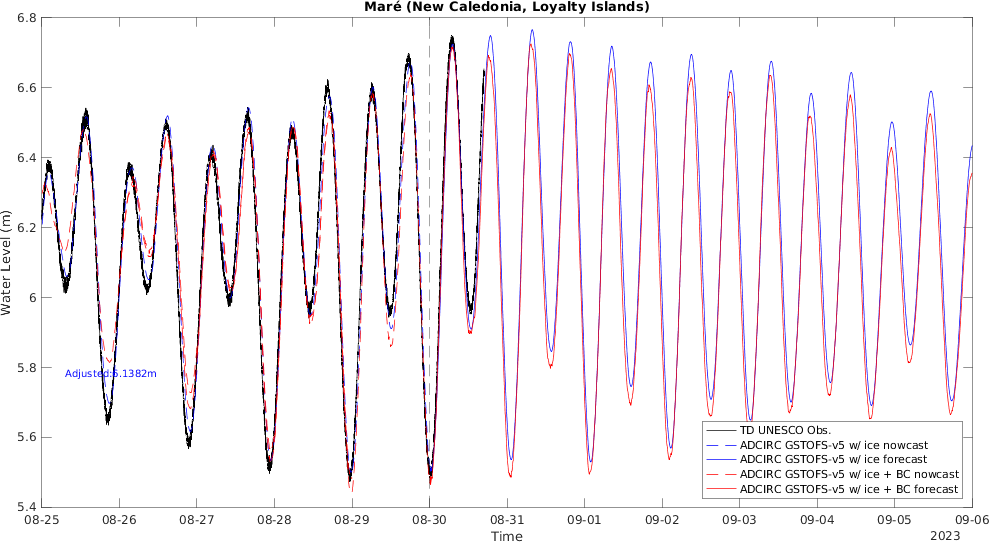 Maré (New Caledonia, Loyalty Islands)
6.8
6.6
6.4
6.2
6
5.8
5.6
5.4
Water Level (m)
Adjusted:6.1382m
TD UNESCO Obs.
ADCIRC GSTOFS-v5 w/ ice nowcast
ADCIRC GSTOFS-v5 w/ ice forecast
ADCIRC GSTOFS-v5 w/ ice + BC nowcast
ADCIRC GSTOFS-v5 w/ ice + BC forecast
08-25 08-26 08-27 08-28 08-29 08-30 08-31 09-01 09-02 09-03 09-04 09-05 09-06
Time
2023